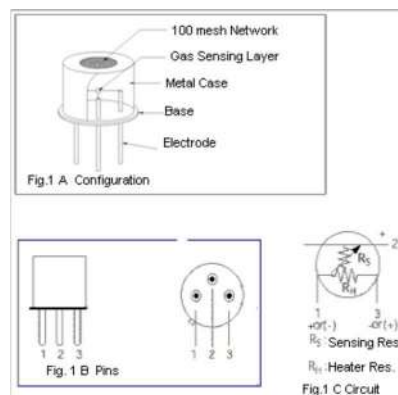 100 mesh Network
Gas Sensing Layer
Metal Case
Base
Electrode
Fig.1 A Configuration
1 2 3
Fig. 1 B Pins
1 2 3
+ 2
RS
RH
1 3
+or(-) -or(+)
RS :Sensing Res
RH :Heater Res.
Fig.1 C Circuit